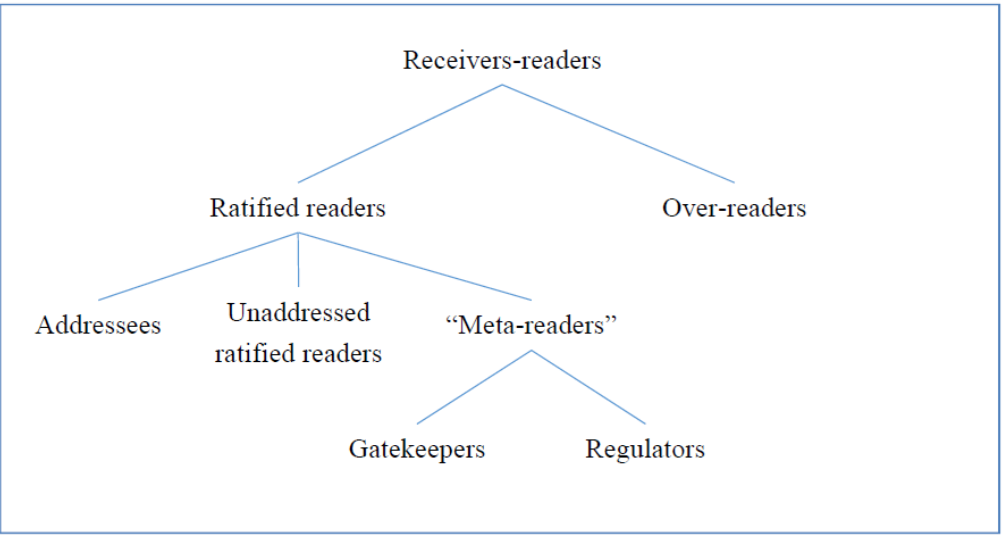 Receivers-readers
Ratified readers
Over-readers
Addressees
Unaddressed
ratified readers
“Meta-readers”
Gatekeepers
Regulators